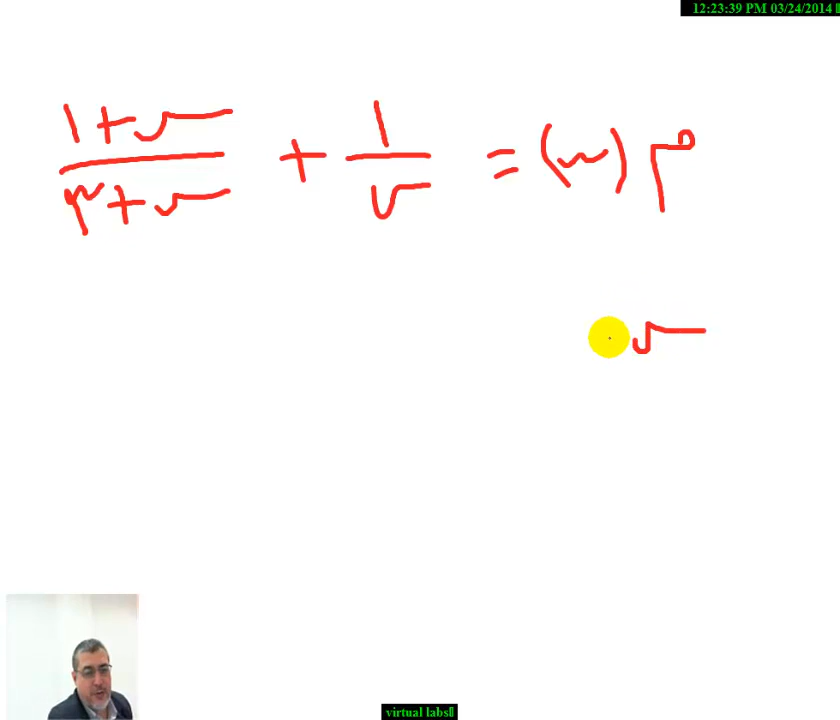 12:23:39 PM 03/24/2014
م(س) = ١/س + (س + ١)/(س + ٣)
س
virtual labs